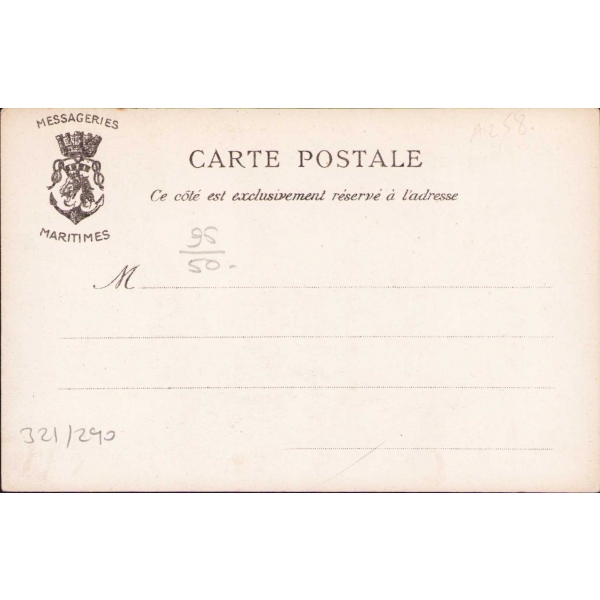 MESSAGERIES
MARITIMES
A258.
CARTE POSTALE
Ce côté est exclusivement réservé à l'adresse
95
50.-
M
321/290